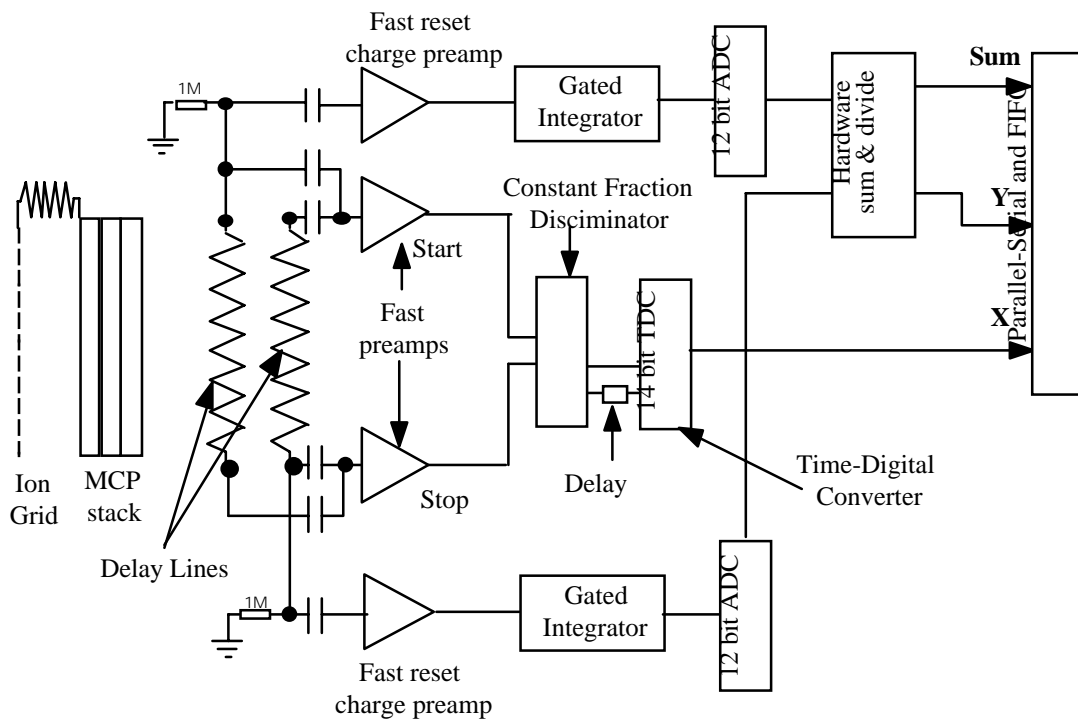 Fast reset
charge preamp
1M
Gated
Integrator
12 bit ADC
Hardware
sum & divide
Sum
Parallel-Serial and FIFO
Y
X
Constant Fraction
Disciminator
Start
Fast
preamps
14 bit TDC
Delay
Time-Digital
Converter
Stop
Ion
Grid
MCP
stack
Delay Lines
1M
Gated
Integrator
12 bit ADC
Fast reset
charge preamp